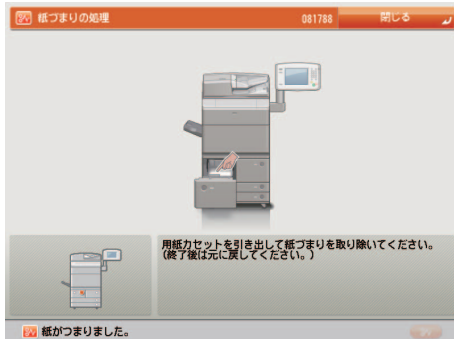 紙づまりの処理
081788
閉じる
用紙カセットを引き出して紙づまりを取り除いてください。
(終了後は元に戻してください。)
紙がつまりました。